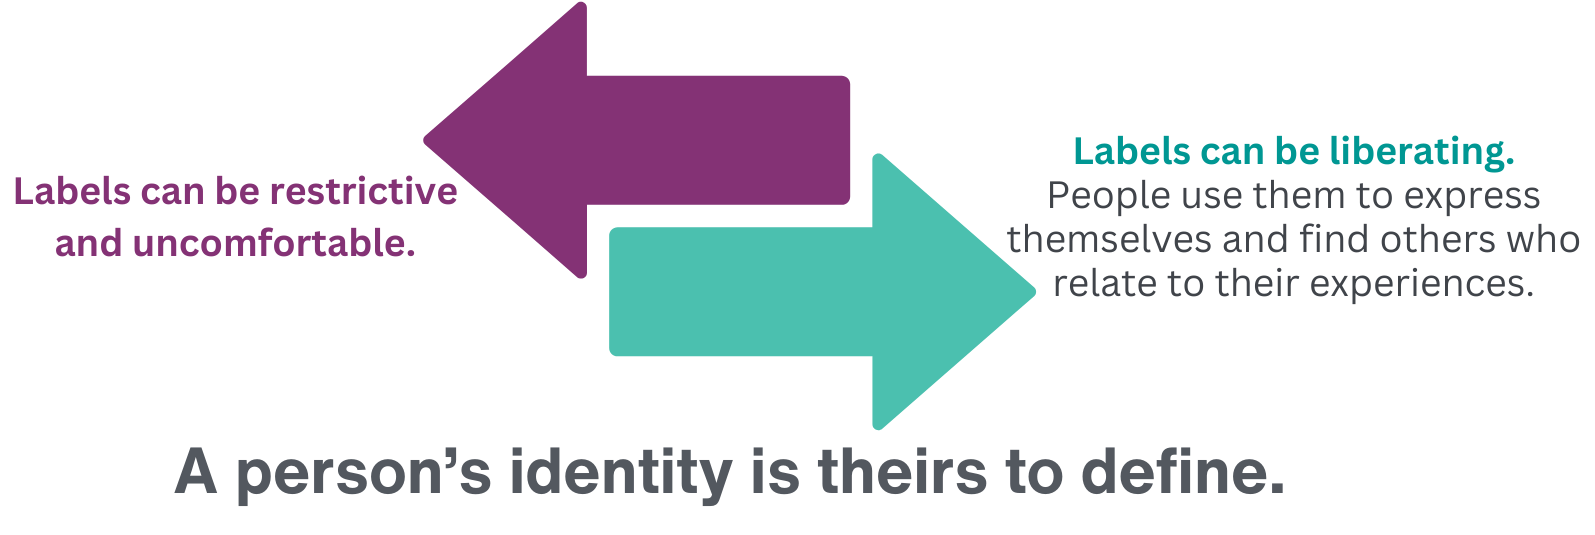 Labels can be restrictive
and uncomfortable.
Labels can be liberating.
People use them to express
themselves and find others who
relate to their experiences.
A person’s identity is theirs to define.